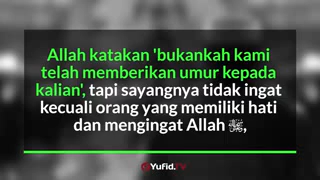 Allah katakan 'bukankah kami
telah memberikan umur kepada
kalian', tapi sayangnya tidak ingat
kecuali orang yang memiliki hati
dan mengingat Allah ﷻ,
YUFID.TV